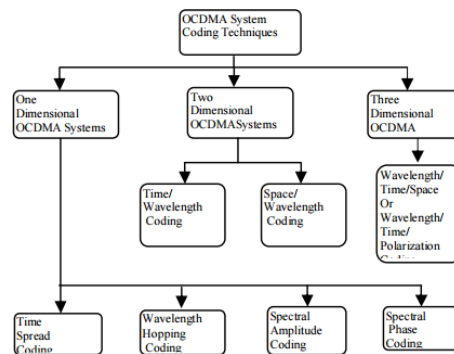 OCDMA System
Coding Techniques
One
Dimensional
OCDMA Systems
Two
Dimensional
OCDMASystems
Three
Dimensional
OCDMA
Time/
Wavelength
Coding
Space/
Wavelength
Coding
Wavelength/
Time/Space
Or
Wavelength/
Time/
Polarization
Coding
Time
Spread
Coding
Wavelength
Hopping
Coding
Spectral
Amplitude
Coding
Spectral
Phase
Coding